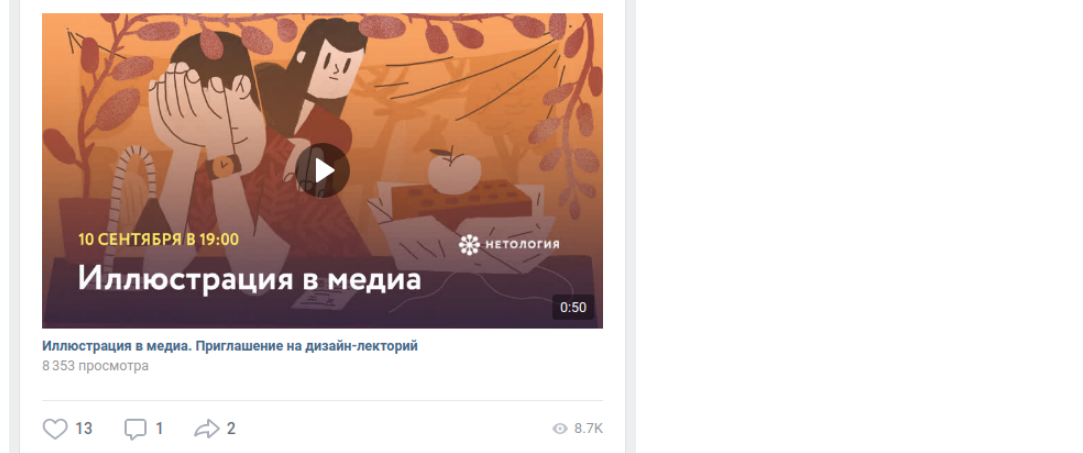 10 СЕНТЯБРЯ В 19:00
НЕТОЛОГИЯ
Иллюстрация в медиа
0:50
Иллюстрация в медиа. Приглашение на дизайн-лекторий
8 353 просмотра
13 1 2 8.7K